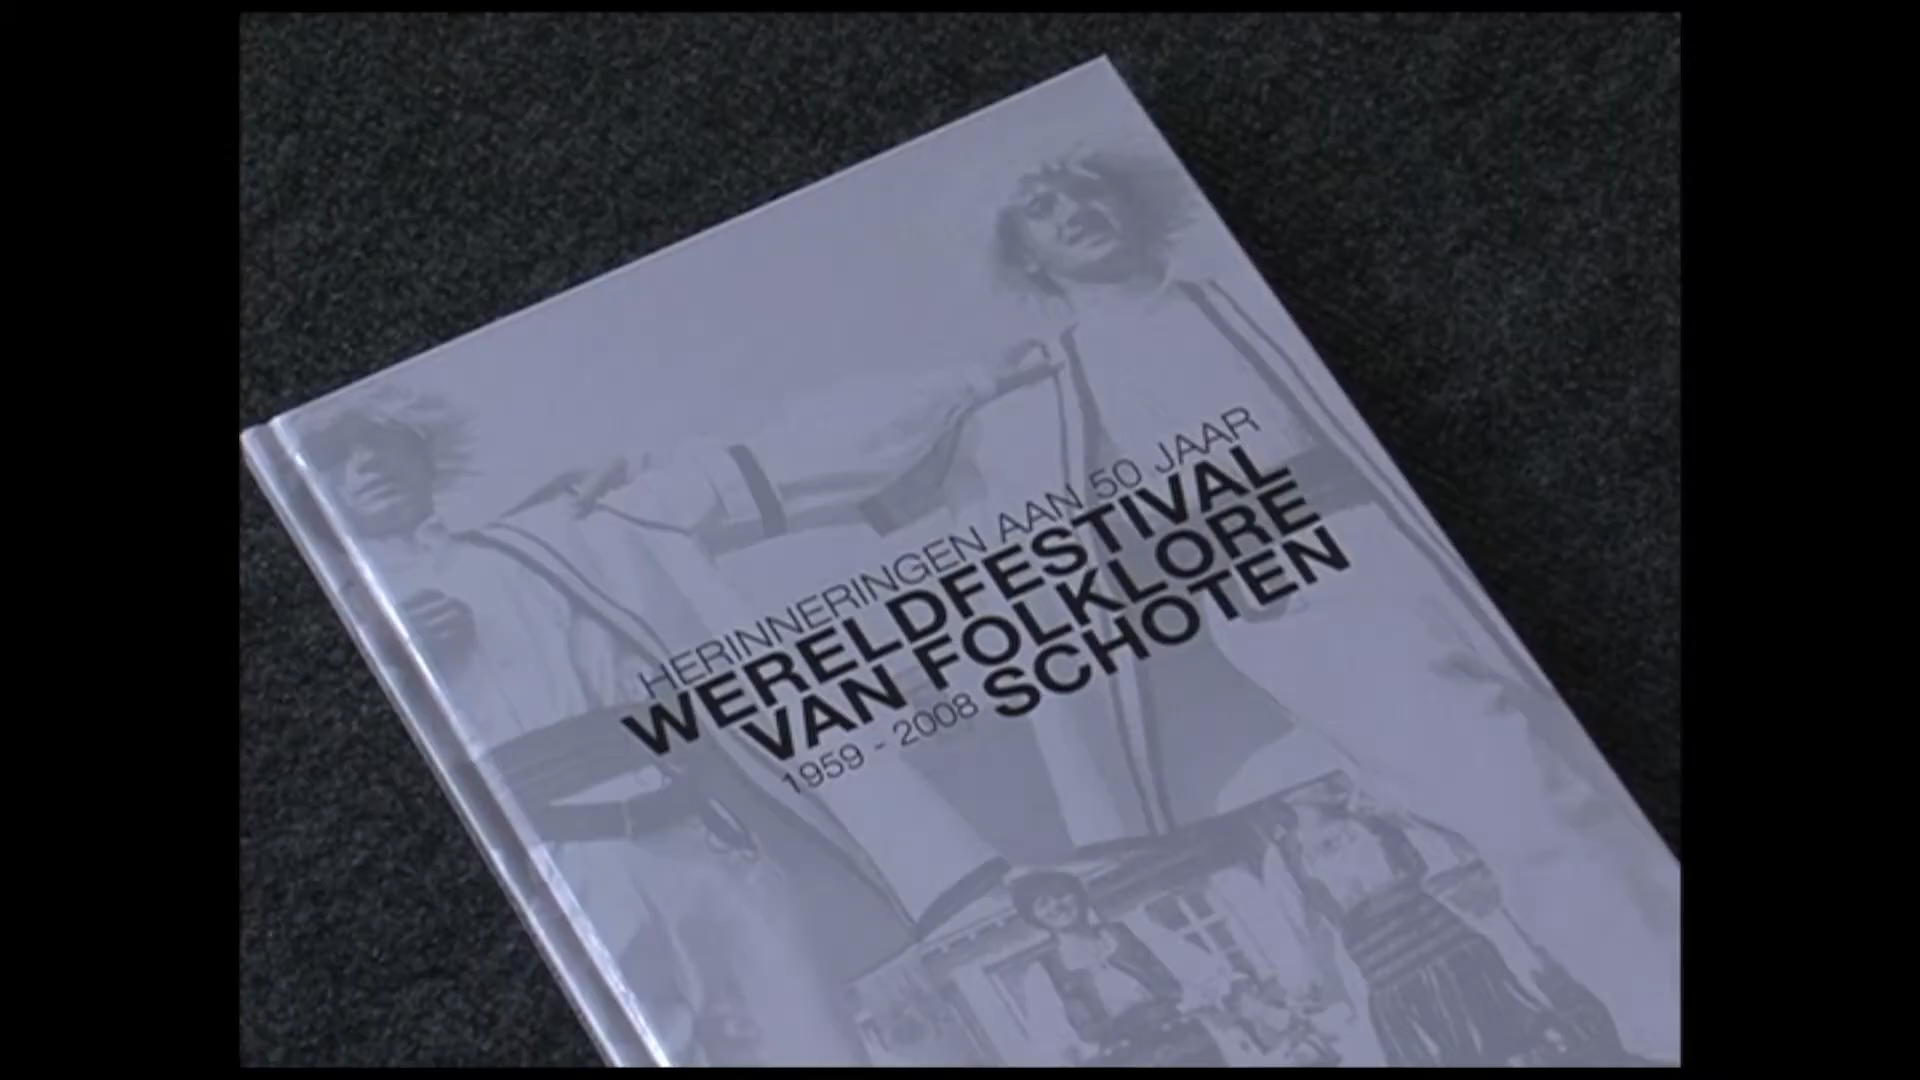 HERINNERINGEN AAN 50 JAAR
WERELDFESTIVAL
VAN FOLKLORE
1959 - 2008 SCHOTEN